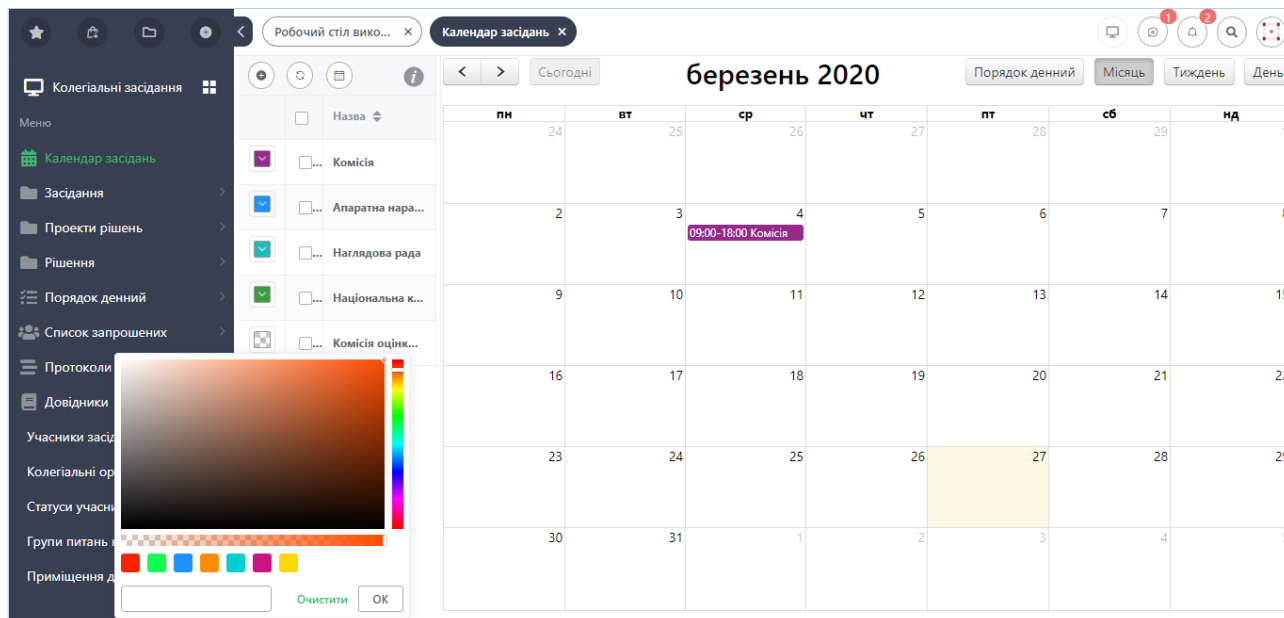 Робочий стіл вико... ×
Календар засідань ×
1
2
Колегіальні засідання
Меню
Календар засідань
Засідання
Проекти рішень
Рішення
Порядок денний
Список запрошених
Протоколи
Довідники
Учасники засід
Колегіальні ор
Статуси учасни
Групи питань
Приміщення д
Назва
... Комісія
... Апаратна нара...
... Наглядова рада
... Національна к...
... Комісія оцінк...
Очистити
OK
Сьогодні
березень 2020
Порядок денний
Місяць
Тиждень
День
пн вт ср чт пт сб нд
24 25 26 27 28 29
2 3 4 5 6 7 8
09:00-18:00 Комісія
9 10 11 12 13 14 15
16 17 18 19 20 21 22
23 24 25 26 27 28 29
30 31 1 2 3 4 5